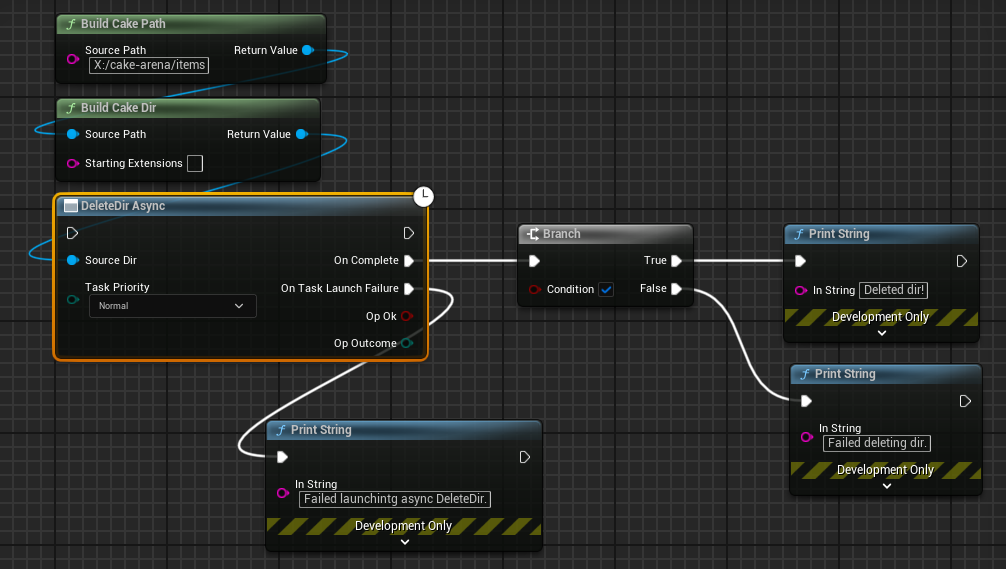 Build Cake Path
Source Path
Return Value
X:/cake-arena/items
Build Cake Dir
Source Path
Return Value
Starting Extensions
DeleteDir Async
Source Dir
On Complete
Task Priority
Normal
On Task Launch Failure
Op Ok
Op Outcome
Branch
True
Condition
False
Print String
In String
Deleted dir!
Development Only
Print String
In String
Failed deleting dir.
Development Only
Print String
In String
Failed launchintg async DeleteDir.
Development Only